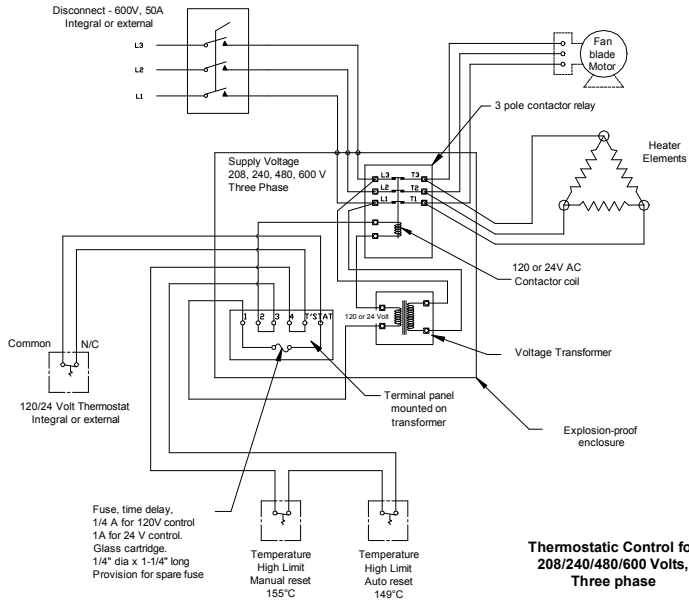 Disconnect - 600V, 50A
Integral or external
L3
L2
L1
Fan
blade
Motor
3 pole contactor relay
Heater
Elements
Supply Voltage
208, 240, 480, 600 V
Three Phase
L3 T3
L2 T2
L1 T1
120 or 24V AC
Contactor coil
1 2 3 4 T'STAT
120 or 24 Volt
Voltage Transformer
Common N/C
120/24 Volt Thermostat
Integral or external
Terminal panel
mounted on
transformer
Explosion-proof
enclosure
Fuse, time delay,
1/4 A for 120V control
1A for 24 V control.
Glass cartridge.
1/4" dia x 1-1/4" long
Provision for spare fuse
Temperature
High Limit
Manual reset
155°C
Temperature
High Limit
Auto reset
149°C
Thermostatic Control fo
208/240/480/600 Volts,
Three phase